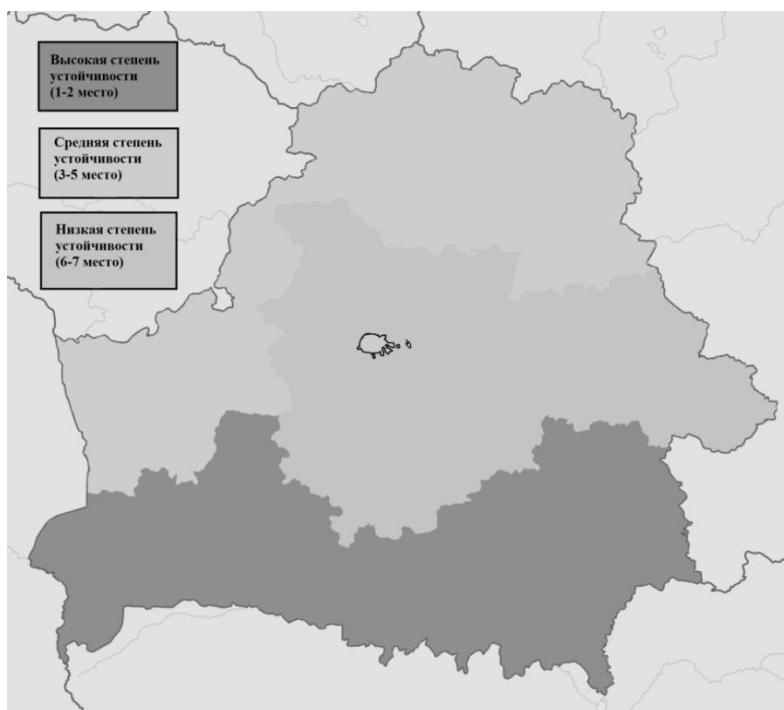 Высокая степень
устойчивости
(1-2 место)
Средняя степень
устойчивости
(3-5 место)
Низкая степень
устойчивости
(6-7 место)